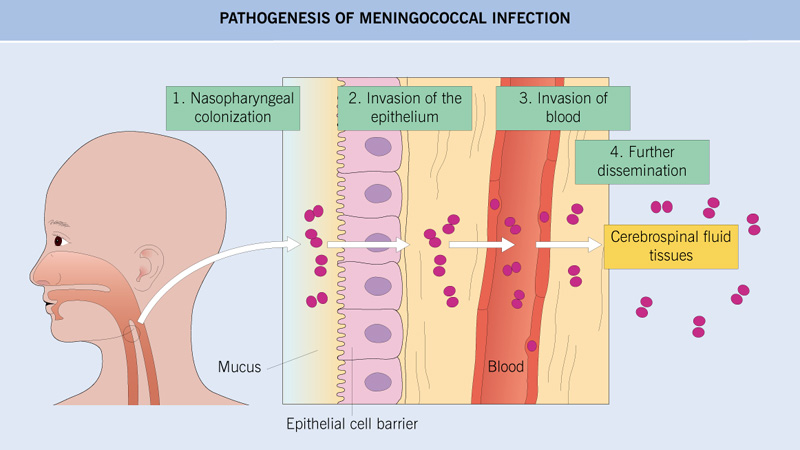 PATHOGENESIS OF MENINGOCOCCAL INFECTION
1. Nasopharyngeal
colonization
2. Invasion of the
epithelium
3. Invasion of
blood
4. Further
dissemination
Cerebrospinal fluid
tissues
Mucus
Blood
Epithelial cell barrier